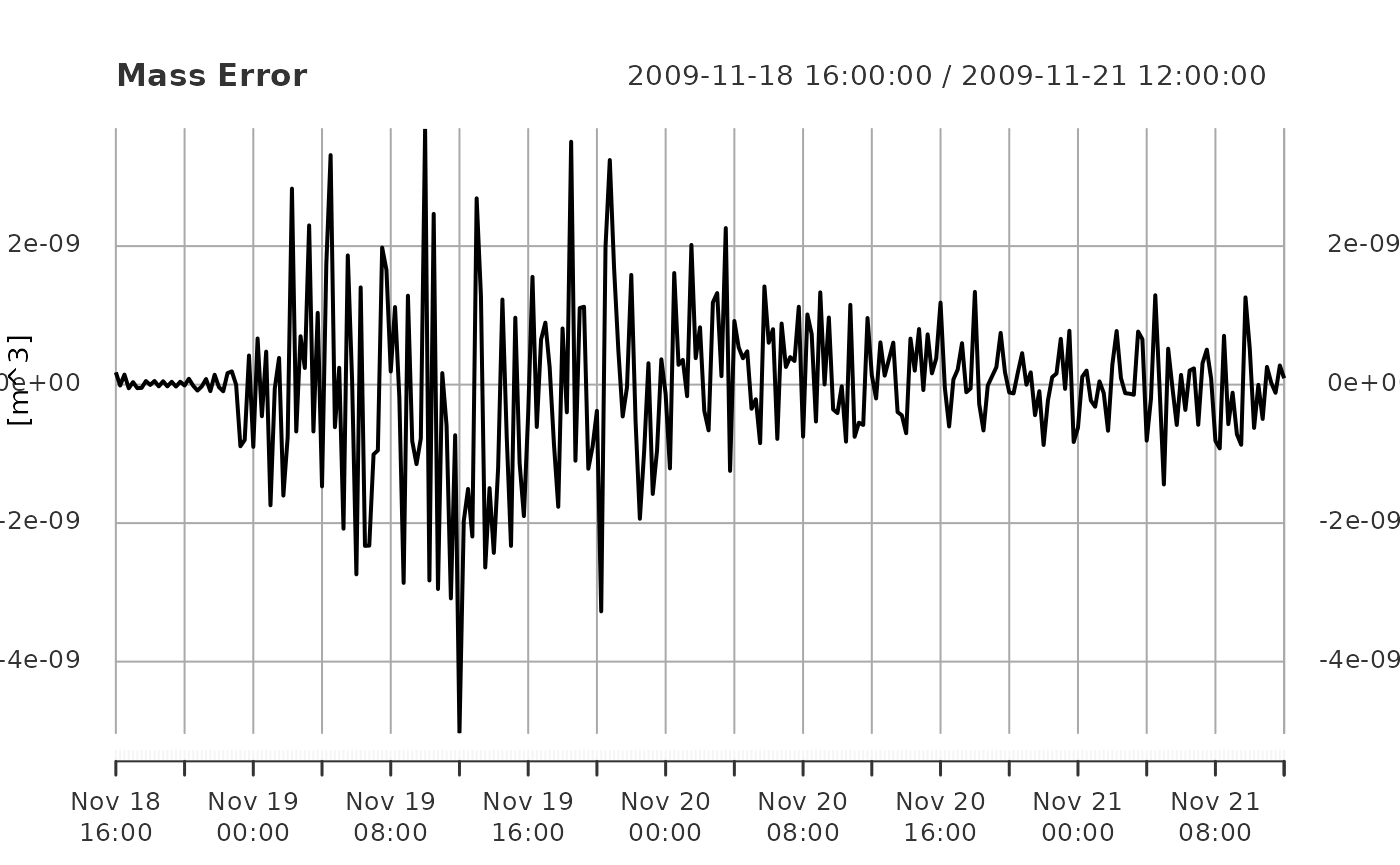 Mass Error 2009-11-18 16:00:00 / 2009-11-21 12:00:00
2e-09 2e-09
[m^3]
0e+00 0e+0
-2e-09 -2e-09
-4e-09 -4e-09
Nov 18 Nov 19 Nov 19 Nov 19 Nov 20 Nov 20 Nov 20 Nov 21 Nov 21
16:00 00:00 08:00 16:00 00:00 08:00 16:00 00:00 08:00